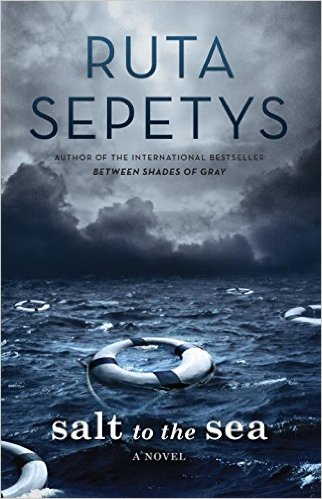 RUTA
SEPETYS
AUTHOR OF THE INTERNATIONAL BESTSELLER
BETWEEN SHADES OF GRAY
salt to the sea
A NOVEL